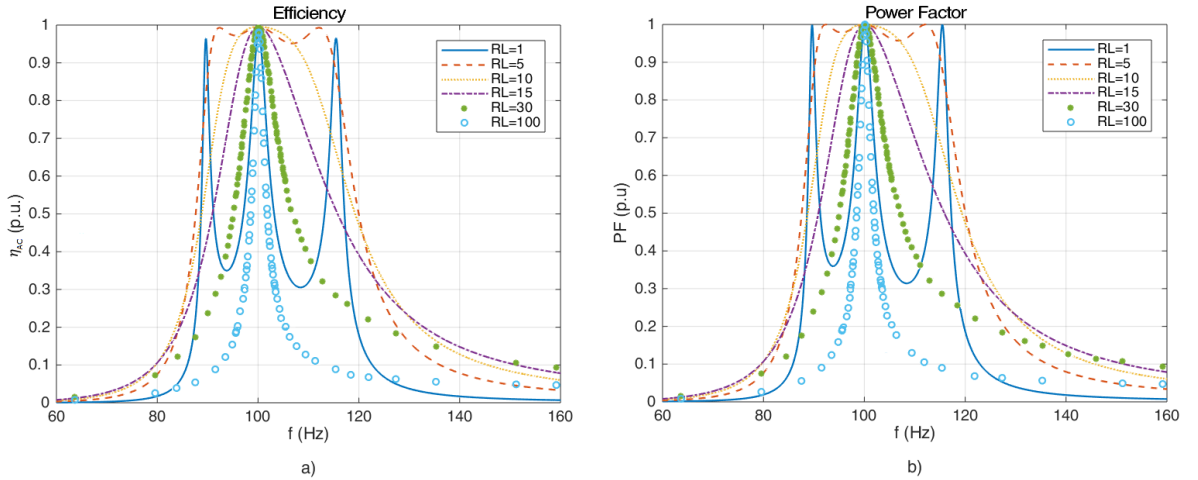 Efficiency
1
0.9
0.8
0.7
0.6
0.5
0.4
0.3
0.2
0.1
0
η_AC (p.u.)
RL=1
RL=5
RL=10
RL=15
RL=30
RL=100
60 80 100 120 140 160
f (Hz)
a)
Power Factor
1
0.9
0.8
0.7
0.6
0.5
0.4
0.3
0.2
0.1
0
PF (p.u)
RL=1
RL=5
RL=10
RL=15
RL=30
RL=100
60 80 100 120 140 160
f (Hz)
b)